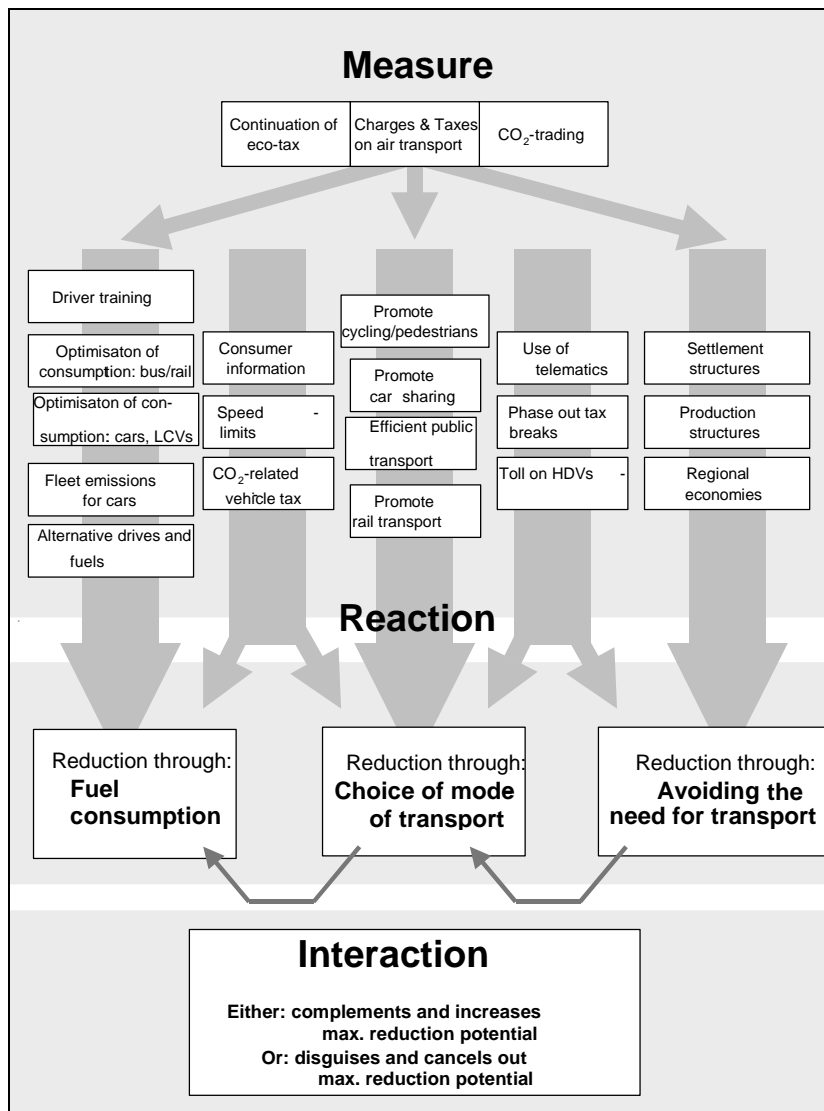 Measure
Continuation of
eco-tax
Charges & Taxes
on air transport
CO₂-trading
Driver training
Optimisaton of
consumption: bus/rail
Optimisaton of con-
sumption: cars, LCVs
Fleet emissions
for cars
Alternative drives and
fuels
Consumer
information
Speed -
limits
CO₂-related
vehicle tax
Promote
cycling/pedestrians
Promote
car sharing
Efficient public
transport
Promote
rail transport
Use of
telematics
Phase out tax
breaks
Toll on HDVs -
Settlement
structures
Production
structures
Regional
economies
Reaction
Reduction through:
Fuel
consumption
Reduction through:
Choice of mode
of transport
Reduction through:
Avoiding the
need for transport
Interaction
Either: complements and increases
max. reduction potential
Or: disguises and cancels out
max. reduction potential